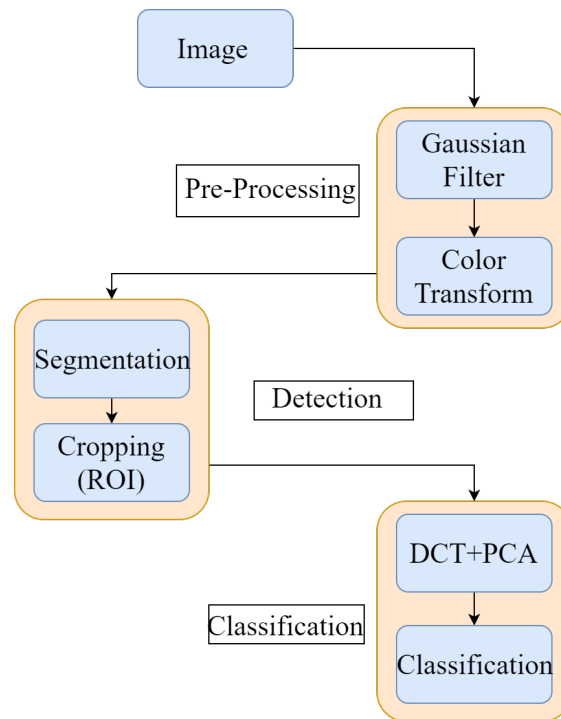 Image
Gaussian
Filter
Pre-Processing
Color
Transform
Segmentation
Detection
Cropping
(ROI)
DCT+PCA
Classification
Classification